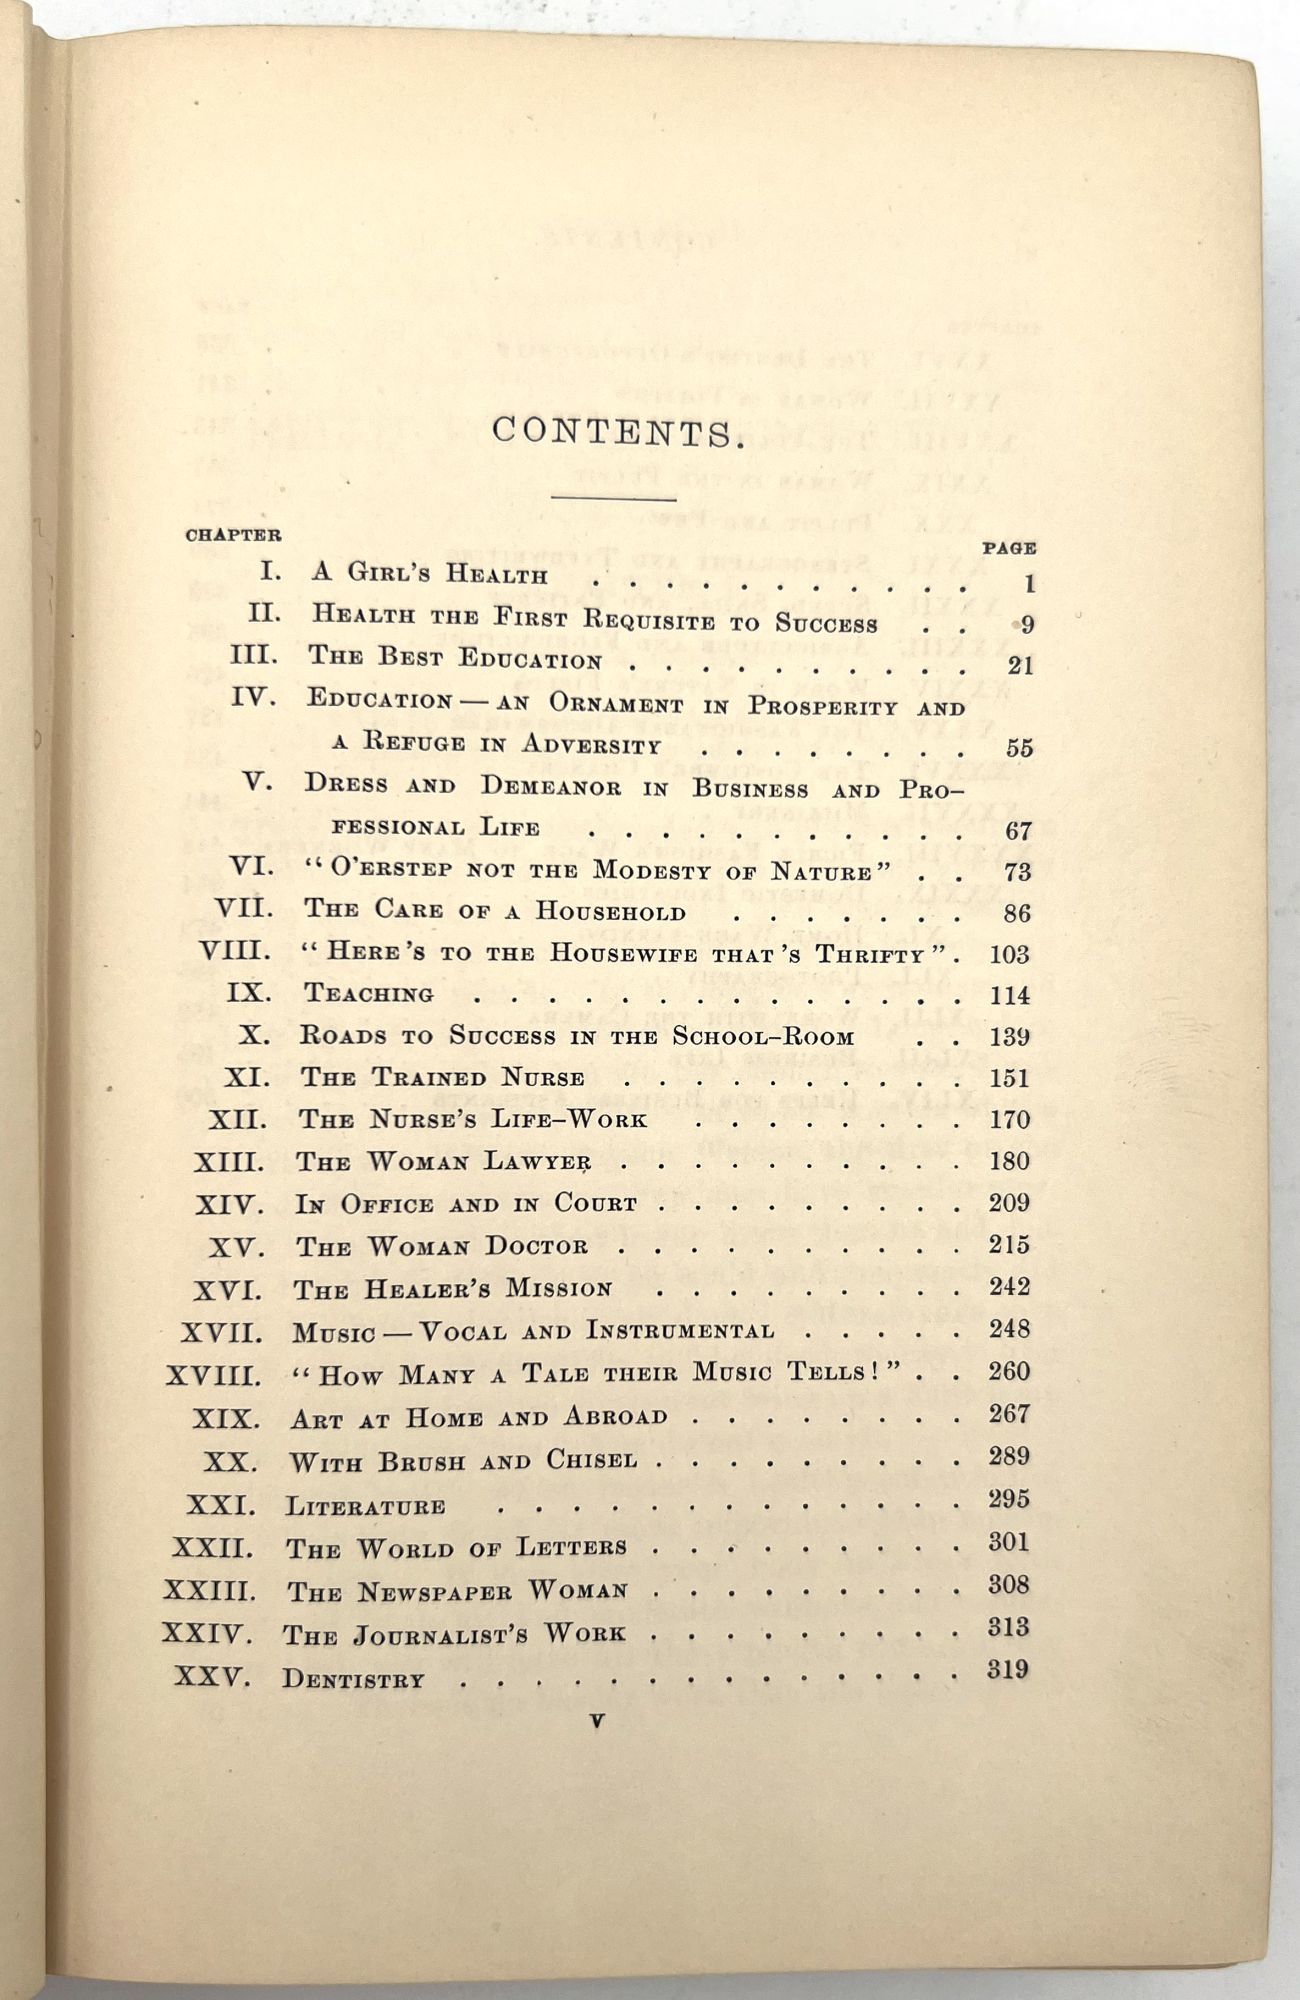 CONTENTS.
CHAPTER PAGE
I. A GIRL'S HEALTH . . . . . . . . . . . 1
II. HEALTH THE FIRST REQUISITE TO SUCCESS . . 9
III. THE BEST EDUCATION . . . . . . . . . . 21
IV. EDUCATION — AN ORNAMENT IN PROSPERITY AND
A REFUGE IN ADVERSITY . . . . . . . . 55
V. DRESS AND DEMEANOR IN BUSINESS AND PRO-
FESSIONAL LIFE . . . . . . . . . . . 67
VI. "O'ERSTEP NOT THE MODESTY OF NATURE" . . 73
VII. THE CARE OF A HOUSEHOLD . . . . . . . 86
VIII. "HERE'S TO THE HOUSEWIFE THAT'S THRIFTY" . 103
IX. TEACHING . . . . . . . . . . . . . . 114
X. ROADS TO SUCCESS IN THE SCHOOL-ROOM . . 139
XI. THE TRAINED NURSE . . . . . . . . . . 151
XII. THE NURSE'S LIFE-WORK . . . . . . . . 170
XIII. THE WOMAN LAWYER . . . . . . . . . . 180
XIV. IN OFFICE AND IN COURT . . . . . . . . . 209
XV. THE WOMAN DOCTOR . . . . . . . . . . 215
XVI. THE HEALER'S MISSION . . . . . . . . . 242
XVII. MUSIC — VOCAL AND INSTRUMENTAL . . . . . 248
XVIII. "HOW MANY A TALE THEIR MUSIC TELLS!" . . 260
XIX. ART AT HOME AND ABROAD . . . . . . . . 267
XX. WITH BRUSH AND CHISEL . . . . . . . . . 289
XXI. LITERATURE . . . . . . . . . . . . . 295
XXII. THE WORLD OF LETTERS . . . . . . . . . 301
XXIII. THE NEWSPAPER WOMAN . . . . . . . . . 308
XXIV. THE JOURNALIST'S WORK . . . . . . . . . 313
XXV. DENTISTRY . . . . . . . . . . . . . . 319
v